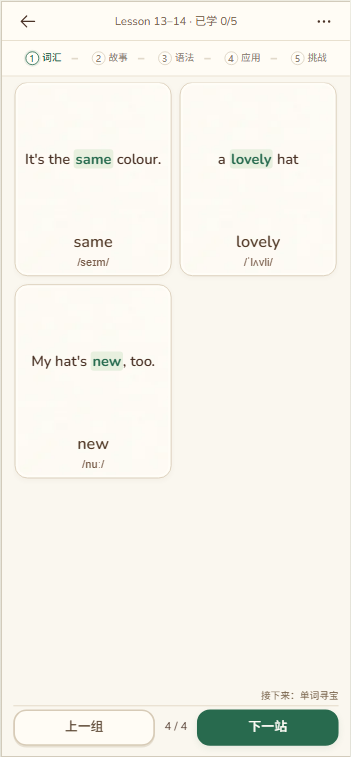 Lesson 13–14 · 已学 0/5
1 词汇 – 2 故事 – 3 语法 – 4 应用 – 5 挑战
It's the same colour.
same
/seɪm/
a lovely hat
lovely
/ˈlʌvli/
My hat's new, too.
new
/nuː/
接下来：单词寻宝
上一组 4 / 4 下一站